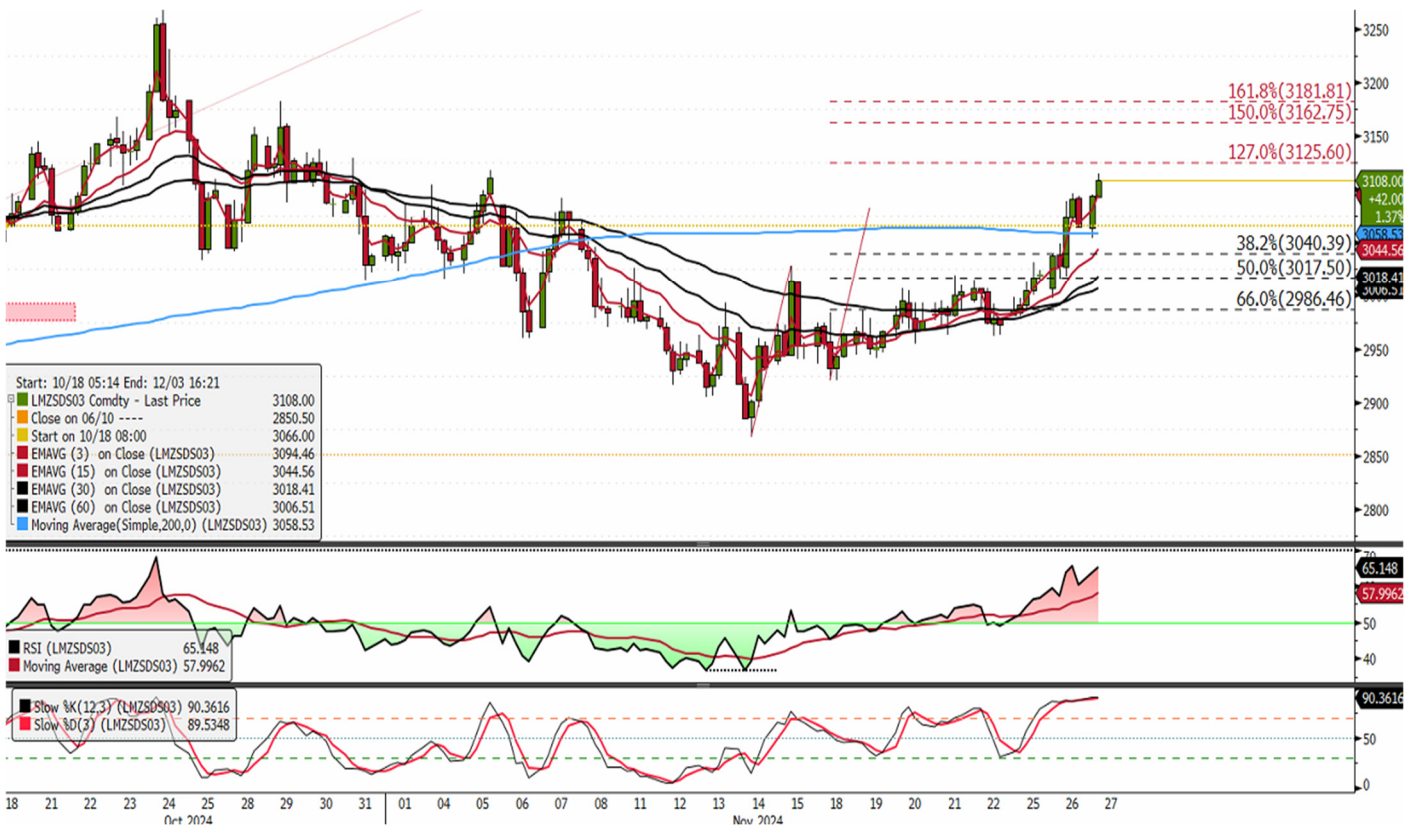 3250
3200
161.8%(3181.81)
150.0%(3162.75)
3150
127.0%(3125.60)
3108.00
+42.00
1.37%
3058.53
38.2%(3040.39)
3044.56
50.0%(3017.50)
3018.41
3006.51
66.0%(2986.46)
2950
2900
2850
2800
Start: 10/18 05:14 End: 12/03 16:21
LMZSDS03 Comdty - Last Price 3108.00
Close on 06/10 ---- 2850.50
Start on 10/18 08:00 3066.00
EMAVG (3) on Close (LMZSDS03) 3094.46
EMAVG (15) on Close (LMZSDS03) 3044.56
EMAVG (30) on Close (LMZSDS03) 3018.41
EMAVG (60) on Close (LMZSDS03) 3006.51
Moving Average(Simple,200,0) (LMZSDS03) 3058.53
70
65.148
57.9962
50
40
RSI (LMZSDS03) 65.148
Moving Average (LMZSDS03) 57.9962
Slow %K(12,3) (LMZSDS03) 90.3616
Slow %D(3) (LMZSDS03) 89.5348
90.3616
50
0
18 21 22 23 24 25 28 29 30 31 01 04 05 06 07 08 11 12 13 14 15 18 19 20 21 22 25 26 27
Oct 2024 Nov 2024